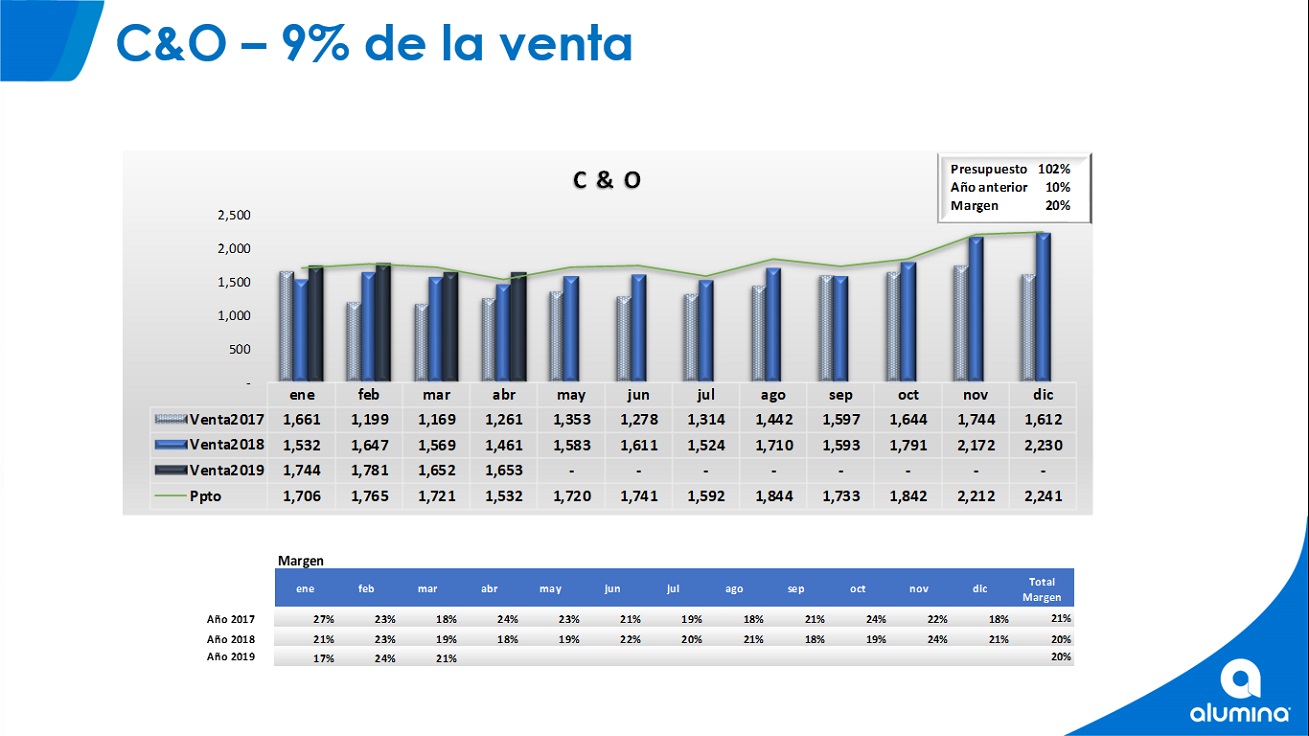 C&O – 9% de la venta
C & O
Presupuesto 102%
Año anterior 10%
Margen 20%
2,500
2,000
1,500
1,000
500
-
ene feb mar abr may jun jul ago sep oct nov dic
Venta2017 1,661 1,199 1,169 1,261 1,353 1,278 1,314 1,442 1,597 1,644 1,744 1,612
Venta2018 1,532 1,647 1,569 1,461 1,583 1,611 1,524 1,710 1,593 1,791 2,172 2,230
Venta2019 1,744 1,781 1,652 1,653 - - - - - - - -
Ppto 1,706 1,765 1,721 1,532 1,720 1,741 1,592 1,844 1,733 1,842 2,212 2,241
Margen
ene feb mar abr may jun jul ago sep oct nov dic Total Margen
Año 2017 27% 23% 18% 24% 23% 21% 19% 18% 21% 24% 22% 18% 21%
Año 2018 21% 23% 19% 18% 19% 22% 20% 21% 18% 19% 24% 21% 20%
Año 2019 17% 24% 21% 20%
alumina